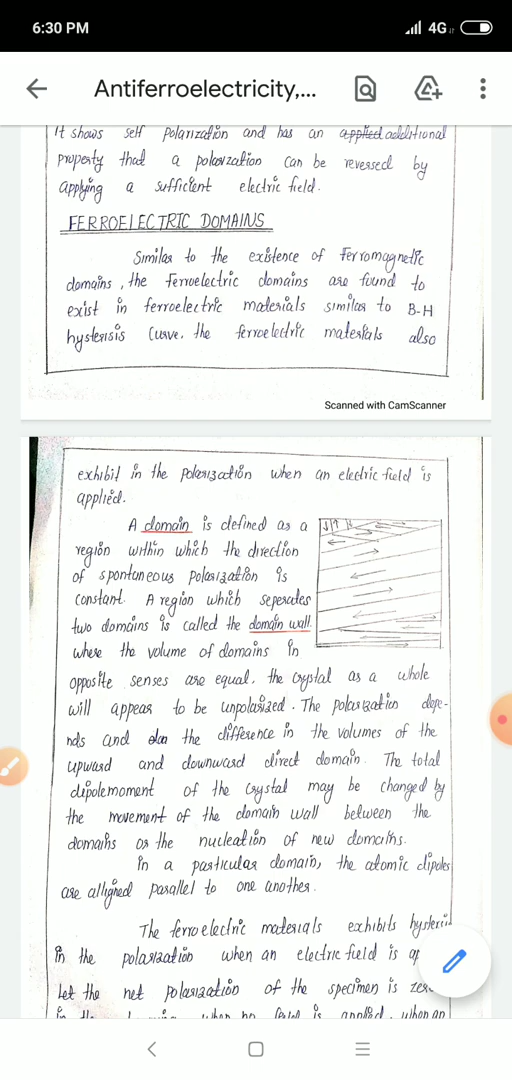 6:30 PM
4G
Antiferroelectricity,...
It shows self polarization and has an applied additional
property that a polarization can be reversed by
applying a sufficient electric field.
FERROELECTRIC DOMAINS
Similar to the existence of Ferromagnetic
domains, the Ferroelectric domains are found to
exist in ferroelectric materials similar to B-H
hysterisis Curve. the ferroelectric materials also
Scanned with CamScanner
exhibit in the polarization when an electric field is
applied.
A domain is defined as a
region within which the direction
of spontaneous polarization is
constant. A region which seperates
two domains is called the domain wall.
where the volume of domains in
opposite senses are equal, the crystal as a whole
will appear to be unpolarized. The polarization depe-
nds and the difference in the volumes of the
upward and downward direct domain. The total
dipolemoment of the crystal may be changed by
the movement of the domain wall between the
domains or the nucleation of new domains.
in a particular domain, the atomic dipoles
are alligned parallel to one another.
The ferroelectric materials exhibits
in the polarization when an electric field is
Let the net polarization of the specimen is
when no field is applied. when an